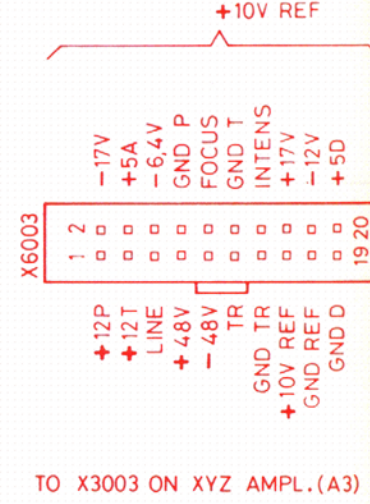 +10V REF
-17V
+5A
-6,4V
GND P
FOCUS
GND T
INTENS
+17V
-12V
+5D
X6003
2
20
1
19
+12P
+12T
LINE
+48V
-48V
TR
GND TR
+10V REF
GND REF
GND D
TO X3003 ON XYZ AMPL.(A3)